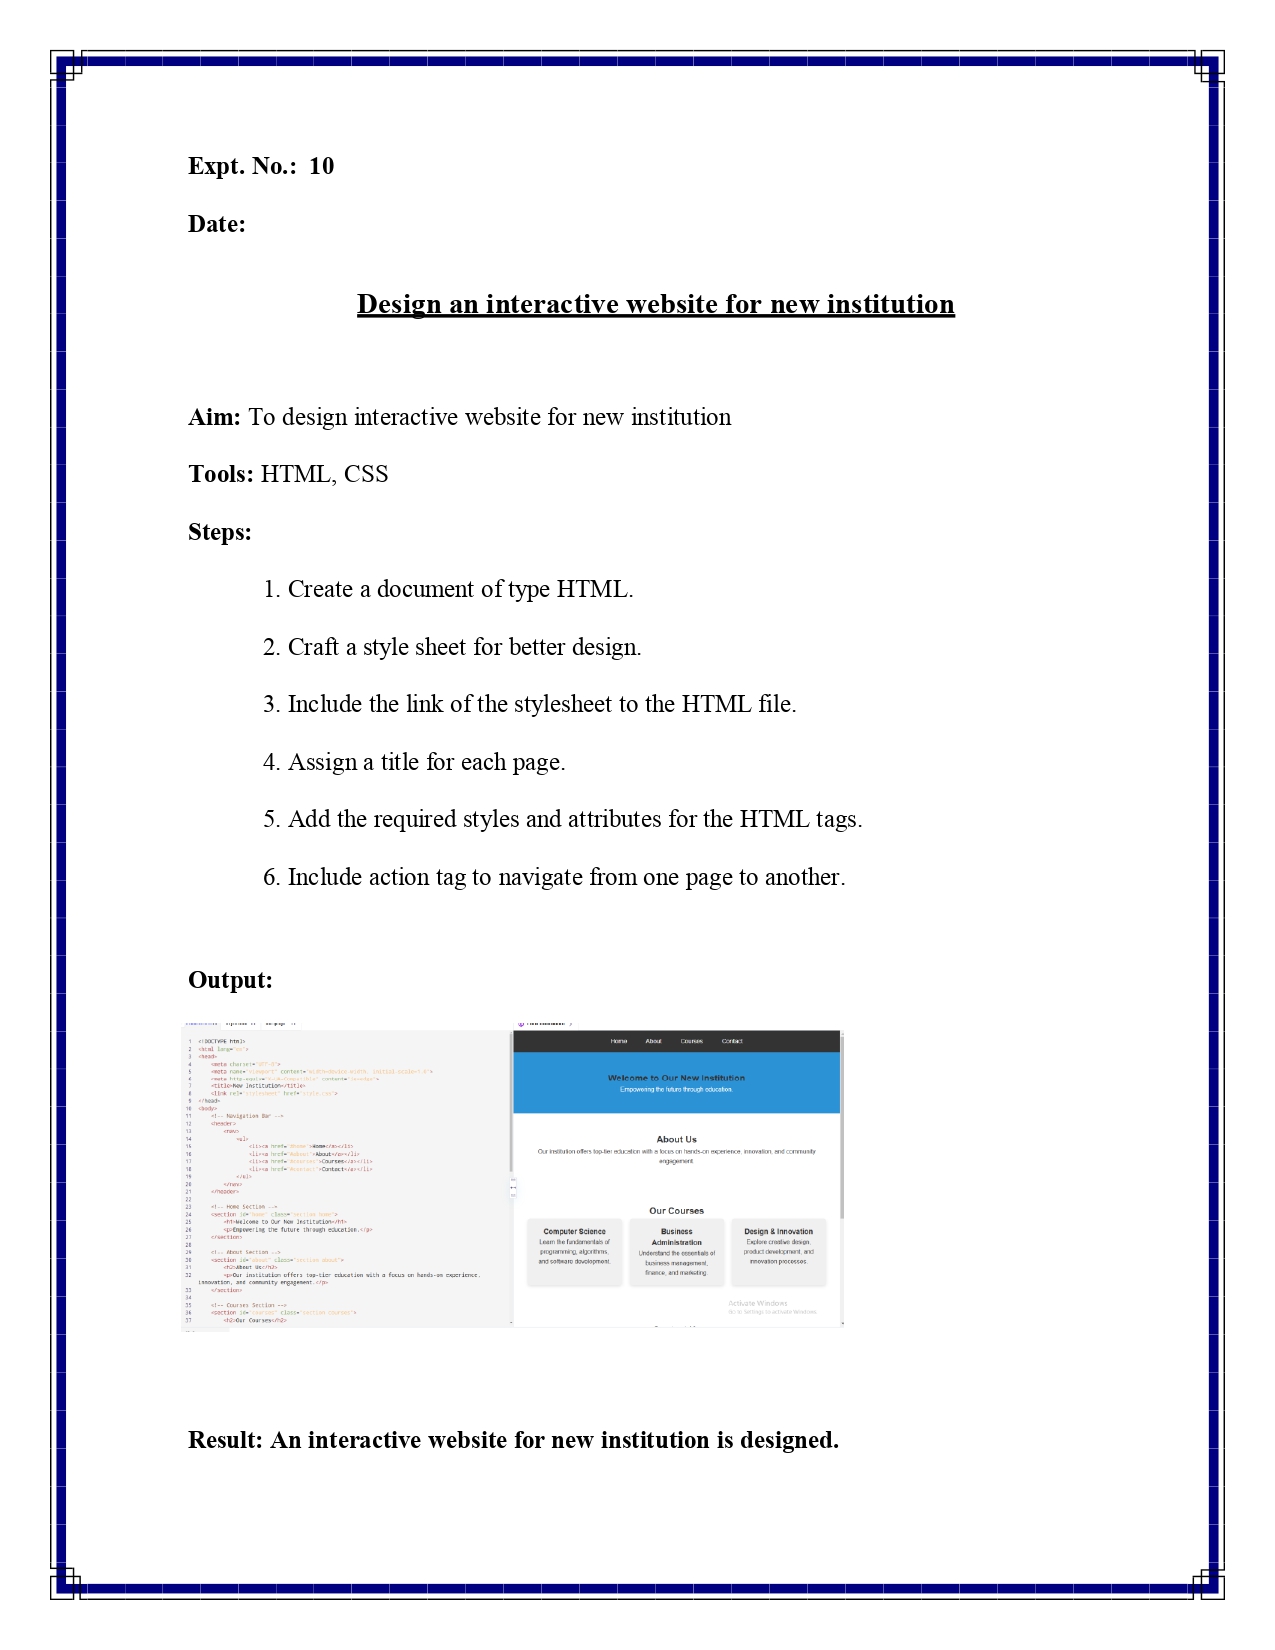 Expt. No.: 10
Date:
Design an interactive website for new institution
Aim: To design interactive website for new institution
Tools: HTML, CSS
Steps:
1. Create a document of type HTML.
2. Craft a style sheet for better design.
3. Include the link of the stylesheet to the HTML file.
4. Assign a title for each page.
5. Add the required styles and attributes for the HTML tags.
6. Include action tag to navigate from one page to another.
Output:
1 <!DOCTYPE html>
2 <html lang="en">
3 <head>
4 <meta charset="UTF-8">
5 <meta name="viewport" content="width=device-width, initial-scale=1.0">
7 <title>New Institution</title>
8 <link rel="stylesheet" href="style.css">
9 </head>
10 <body>
11 <!-- Navigation Bar -->
12 <header>
13 <nav>
14 <ul>
15 <li><a href="#home">Home</a></li>
16 <li><a href="#about">About</a></li>
17 <li><a href="#courses">Courses</a></li>
18 <li><a href="#contact">Contact</a></li>
19 </ul>
20 </nav>
21 </header>
22
23 <!-- Home Section -->
24 <section id="home" class="section home">
25 <h1>Welcome to Our New Institution</h1>
26 <p>Empowering the future through education.</p>
27 </section>
28
29 <!-- About Section -->
30 <section id="about" class="section about">
31 <h2>About Us</h2>
32 <p>Our institution offers top-tier education with a focus on hands-on experience,
innovation, and community engagement.</p>
33 </section>
34
35 <!-- Courses Section -->
36 <section id="courses" class="section courses">
37 <h2>Our Courses</h2>
Home About Courses Contact
Welcome to Our New Institution
Empowering the future through education.
About Us
Our institution offers top-tier education with a focus on hands-on experience, innovation, and community
engagement.
Our Courses
Computer Science
Learn the fundamentals of
programming, algorithms,
and software development.
Business
Administration
Understand the essentials of
business management,
finance, and marketing.
Design & Innovation
Explore creative design,
product development, and
innovation processes.
Activate Windows
Go to Settings to activate Windows.
Result: An interactive website for new institution is designed.